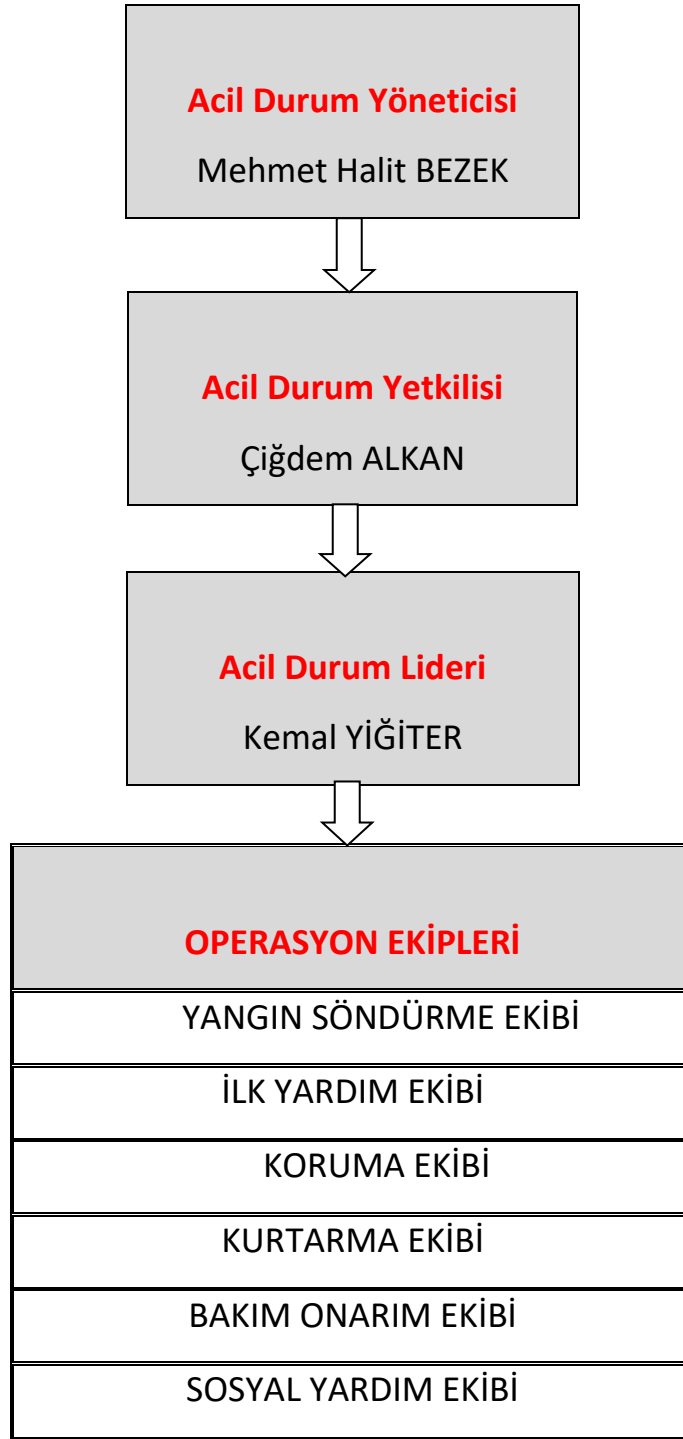 Acil Durum Yöneticisi
Mehmet Halit BEZEK
Acil Durum Yetkilisi
Çiğdem ALKAN
Acil Durum Lideri
Kemal YİĞİTER
OPERASYON EKİPLERİ
YANGIN SÖNDÜRME EKİBİ
İLK YARDIM EKİBİ
KORUMA EKİBİ
KURTARMA EKİBİ
BAKIM ONARIM EKİBİ
SOSYAL YARDIM EKİBİ